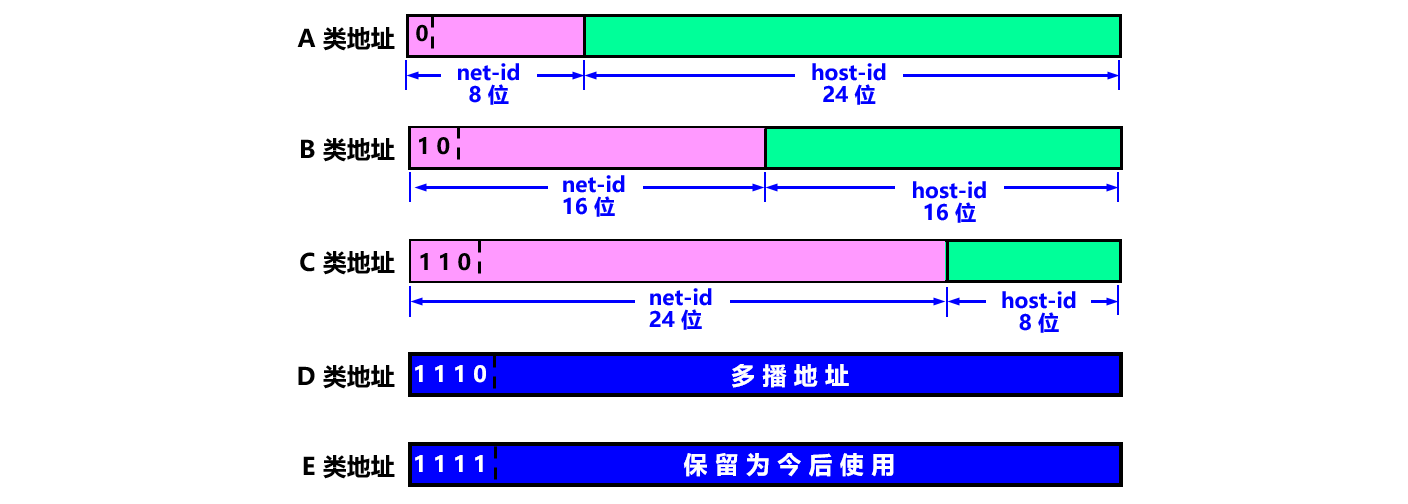 A 类地址
0
net-id
8 位
host-id
24 位
B 类地址
1 0
net-id
16 位
host-id
16 位
C 类地址
1 1 0
net-id
24 位
host-id
8 位
D 类地址
1 1 1 0
多播地址
E 类地址
1 1 1 1
保留为今后使用